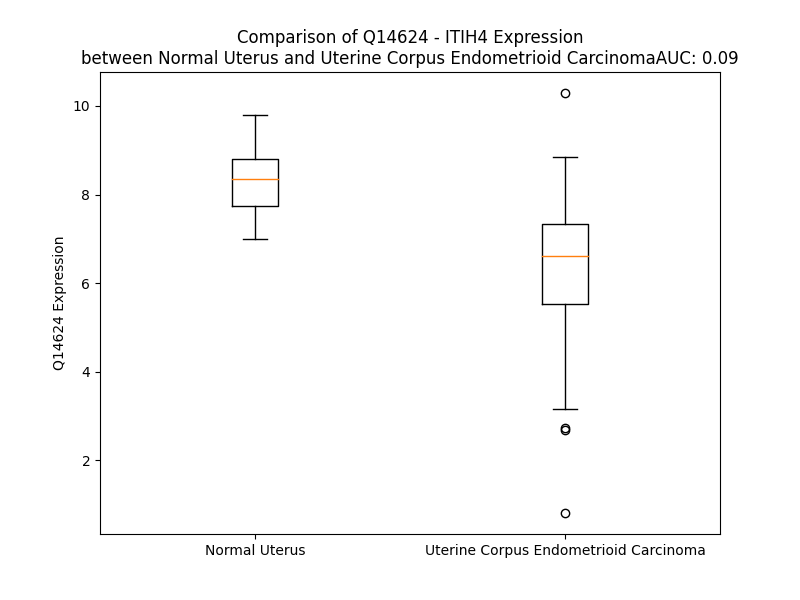 Comparison of Q14624 - ITIH4 Expression
between Normal Uterus and Uterine Corpus Endometrioid CarcinomaAUC: 0.09
Q14624 Expression
10
8
6
4
2
Normal Uterus
Uterine Corpus Endometrioid Carcinoma